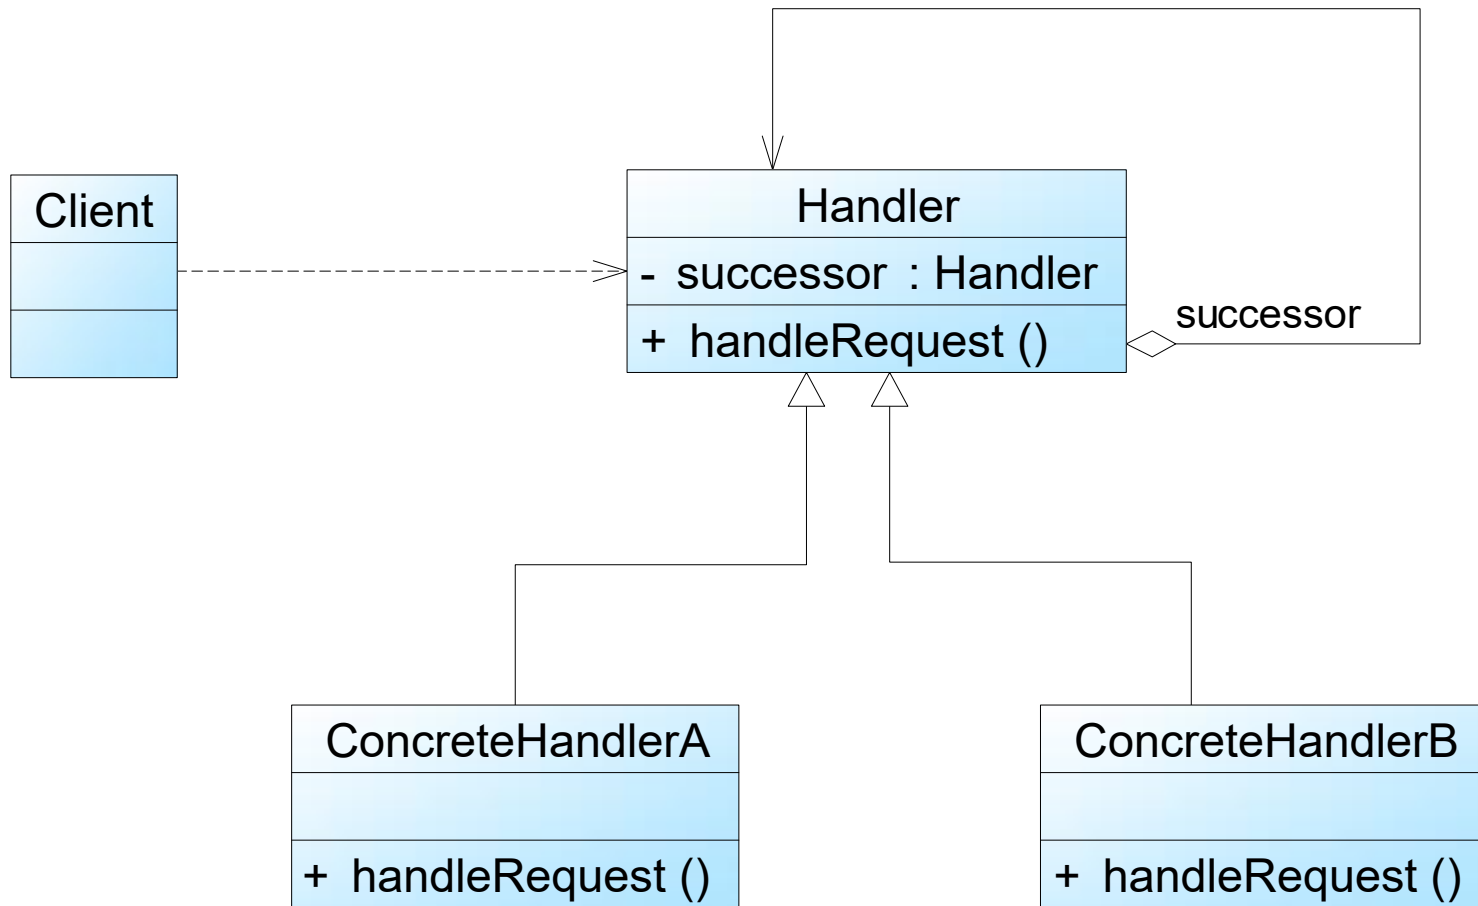 Client
Handler
- successor : Handler
+ handleRequest ()
successor
ConcreteHandlerA
+ handleRequest ()
ConcreteHandlerB
+ handleRequest ()